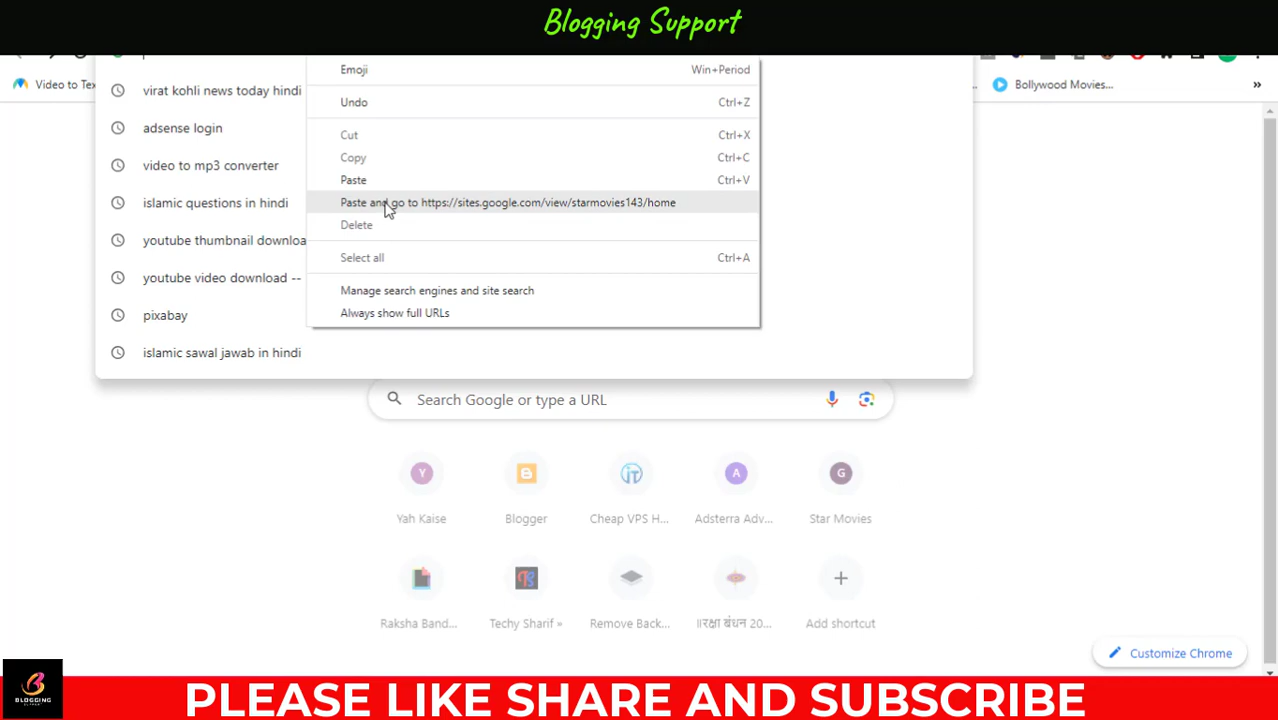 Blogging Support
Emoji Win+Period
Video to Tex
Bollywood Movies...
»
virat kohli news today hindi
Undo Ctrl+Z
adsense login
Cut Ctrl+X
Copy Ctrl+C
video to mp3 converter
Paste Ctrl+V
islamic questions in hindi
Paste and go to https://sites.google.com/view/starmovies143/home
Delete
youtube thumbnail downloa
Select all Ctrl+A
youtube video download --
Manage search engines and site search
pixabay
Always show full URLs
islamic sawal jawab in hindi
Search Google or type a URL
Y
A
G
Yah Kaise
Blogger
Cheap VPS H...
Adsterra Adv...
Star Movies
Raksha Band...
Techy Sharif »
Remove Back...
॥रक्षा बंधन 20...
Add shortcut
Customize Chrome
BLOGGING
SUPPORT
PLEASE LIKE SHARE AND SUBSCRIBE